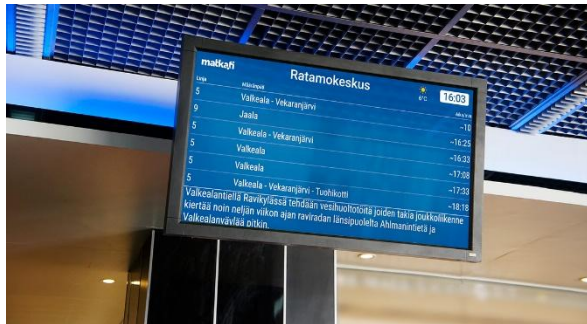 matka.fi
Ratamokeskus
6°C
16:03
Linja Määränpää
5 Valkeala - Vekaranjärvi ~10
9 Jaala ~16:25
5 Valkeala - Vekaranjärvi ~16:33
5 Valkeala ~17:08
5 Valkeala ~17:33
5 Valkeala - Vekaranjärvi - Tuohikotti ~18:18
Valkealantiellä Ravikylässä tehdään vesihuoltotöitä joiden takia joukkoliikenne
kiertää noin neljän viikon ajan raviradan länsipuolelta Ahlmanintietä ja
Valkealanväylää pitkin.